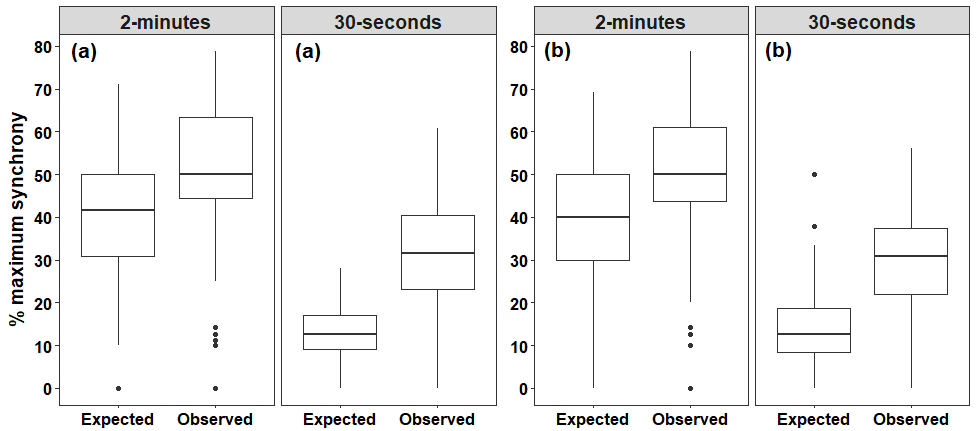 2-minutes 30-seconds 2-minutes 30-seconds
(a) (a) (b) (b)
% maximum synchrony
80 80
70 70
60 60
50 50
40 40
30 30
20 20
10 10
0 0
Expected Observed Expected Observed Expected Observed Expected Observed